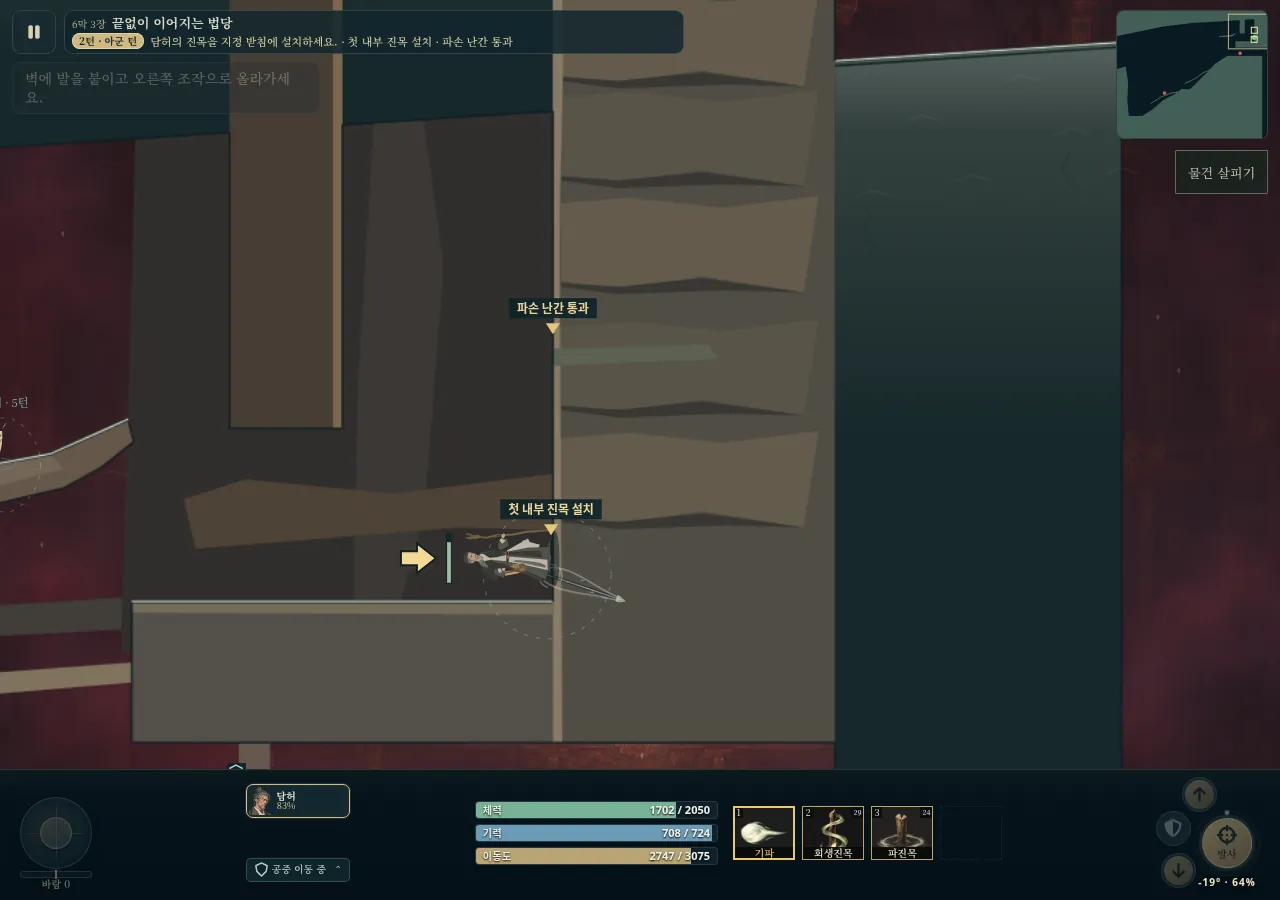 6막 3장 끝없이 이어지는 법당
2턴 · 아군 턴 담허의 진목을 지정 받침에 설치하세요. · 첫 내부 진목 설치 · 파손 난간 통과
벽에 발을 붙이고 오른쪽 조작으로 올라가세
요.
물건 살피기
파손 난간 통과
· 5턴
첫 내부 진목 설치
담허
83%
공중 이동 중
바람 0
체력 1702 / 2050
기력 708 / 724
이동도 2747 / 3075
1 기파
2 29 회생진목
3 24 파진목
발사
-19° · 64%